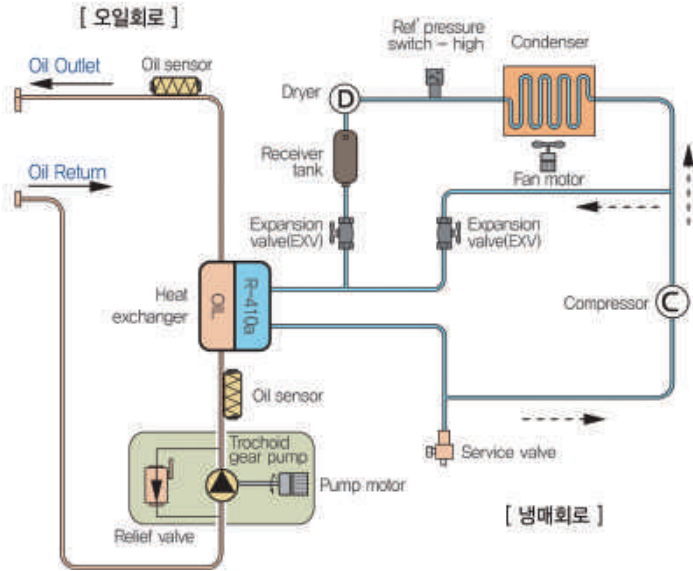 [ 오일회로 ]
Oil Outlet
Oil sensor
Ref' pressure
switch - high
Condenser
Dryer
D
Oil Return
Receiver
tank
Fan motor
Expansion
valve(EXV)
Expansion
valve(EXV)
Heat
exchanger
OIL
R-410a
Compressor
C
Oil sensor
Trochoid
gear pump
Service valve
Pump motor
Relief valve
[ 냉매회로 ]